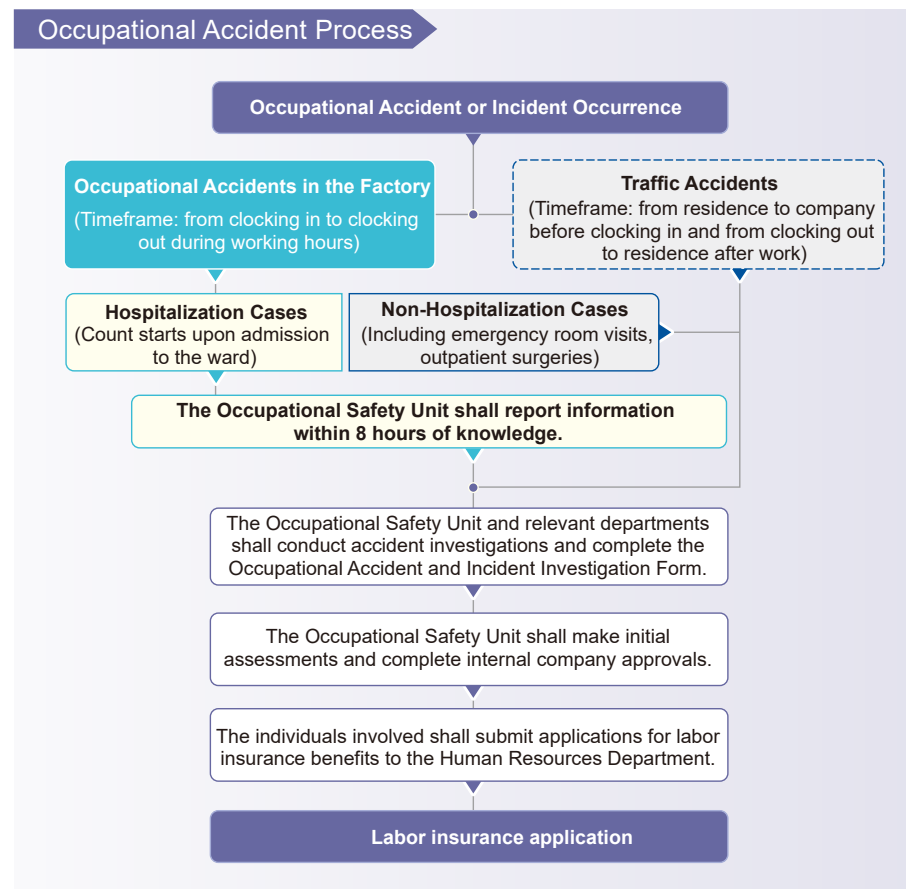 Occupational Accident Process
Occupational Accident or Incident Occurrence
Occupational Accidents in the Factory
(Timeframe: from clocking in to clocking
out during working hours)
Traffic Accidents
(Timeframe: from residence to company
before clocking in and from clocking out
to residence after work)
Hospitalization Cases
(Count starts upon admission
to the ward)
Non-Hospitalization Cases
(Including emergency room visits,
outpatient surgeries)
The Occupational Safety Unit shall report information
within 8 hours of knowledge.
The Occupational Safety Unit and relevant departments
shall conduct accident investigations and complete the
Occupational Accident and Incident Investigation Form.
The Occupational Safety Unit shall make initial
assessments and complete internal company approvals.
The individuals involved shall submit applications for labor
insurance benefits to the Human Resources Department.
Labor insurance application